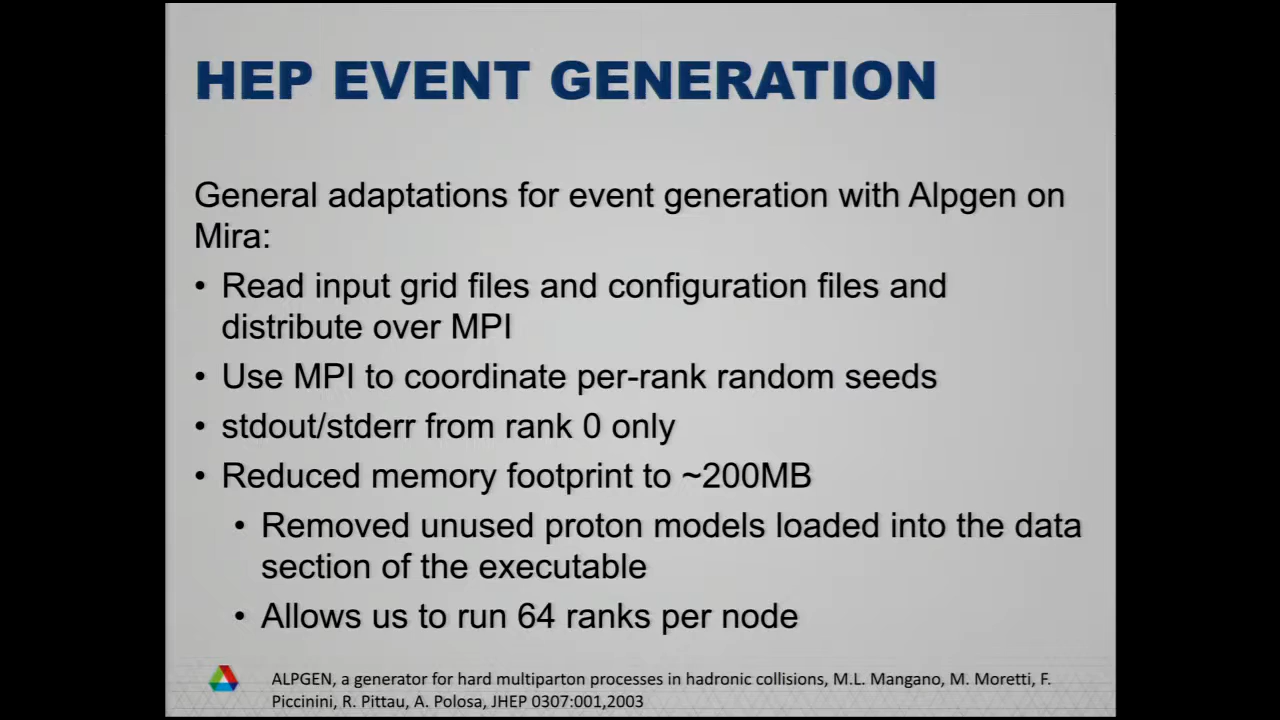 HEP EVENT GENERATION
General adaptations for event generation with Alpgen on
Mira:
• Read input grid files and configuration files and
distribute over MPI
• Use MPI to coordinate per-rank random seeds
• stdout/stderr from rank 0 only
• Reduced memory footprint to ~200MB
• Removed unused proton models loaded into the data
section of the executable
• Allows us to run 64 ranks per node
ALPGEN, a generator for hard multiparton processes in hadronic collisions, M.L. Mangano, M. Moretti, F.
Piccinini, R. Pittau, A. Polosa, JHEP 0307:001,2003